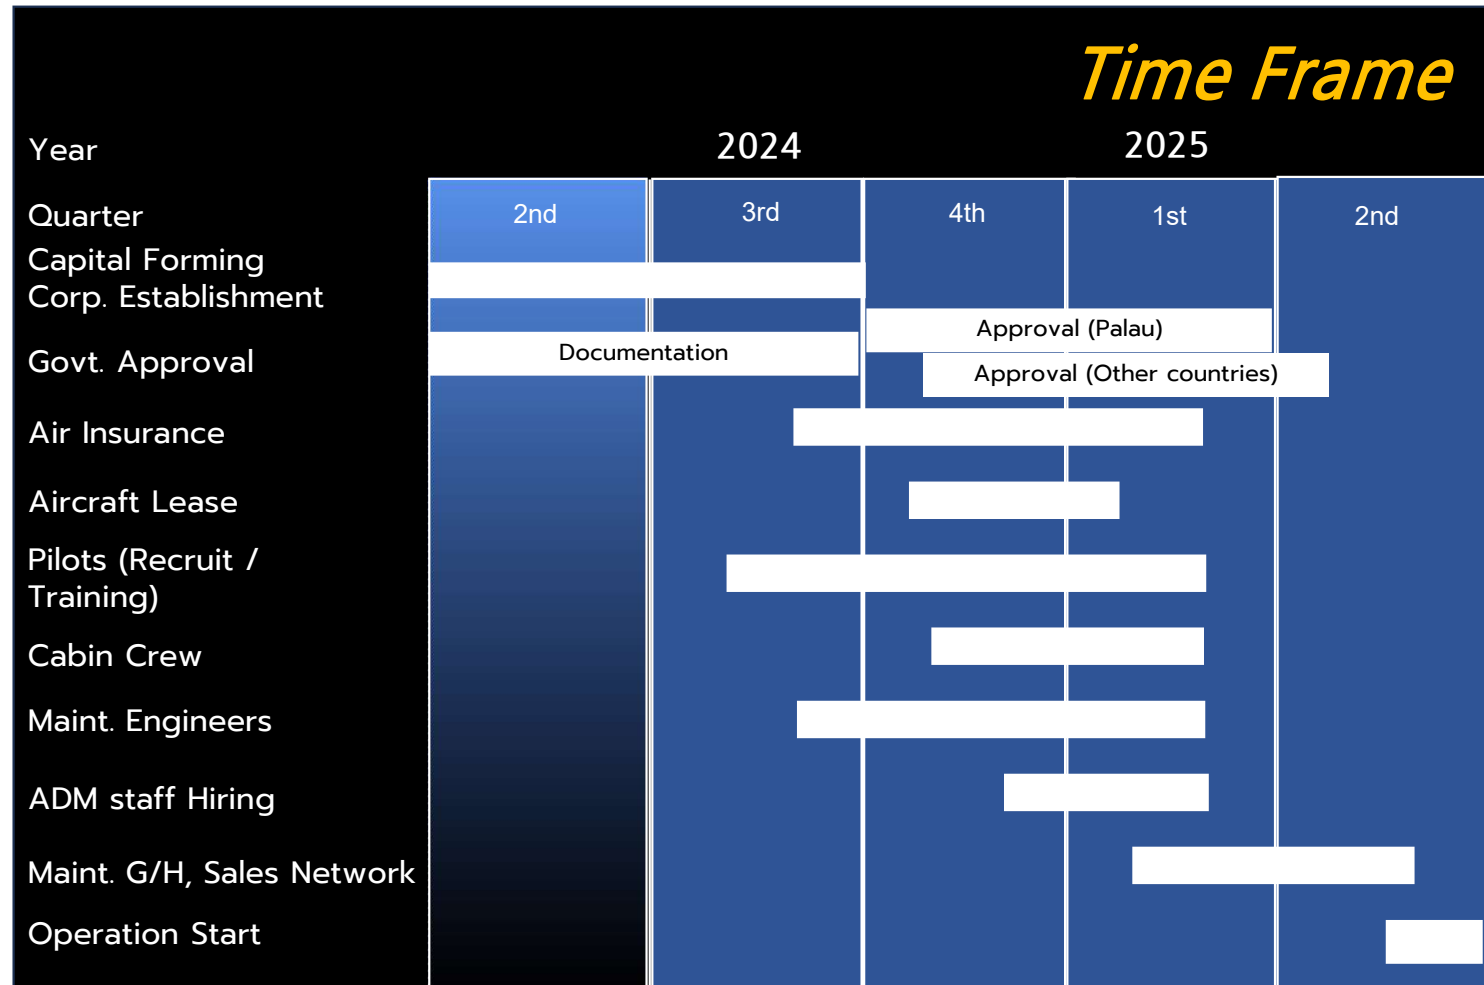 Time Frame
Year 2024 2025
Quarter 2nd 3rd 4th 1st 2nd
Capital Forming
Corp. Establishment
Approval (Palau)
Govt. Approval Documentation
Approval (Other countries)
Air Insurance
Aircraft Lease
Pilots (Recruit /
Training)
Cabin Crew
Maint. Engineers
ADM staff Hiring
Maint. G/H, Sales Network
Operation Start